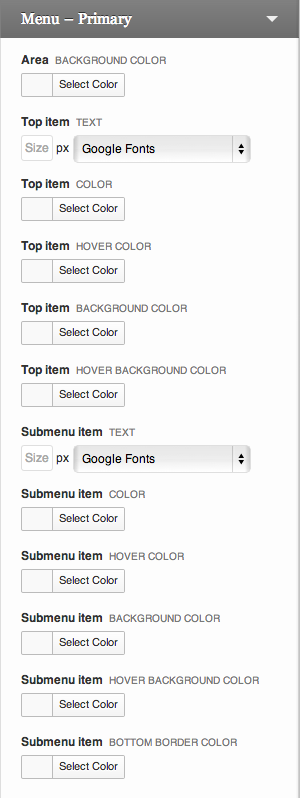 Menu – Primary
Area BACKGROUND COLOR
Select Color
Top item TEXT
Size px Google Fonts
Top item COLOR
Select Color
Top item HOVER COLOR
Select Color
Top item BACKGROUND COLOR
Select Color
Top item HOVER BACKGROUND COLOR
Select Color
Submenu item TEXT
Size px Google Fonts
Submenu item COLOR
Select Color
Submenu item HOVER COLOR
Select Color
Submenu item BACKGROUND COLOR
Select Color
Submenu item HOVER BACKGROUND COLOR
Select Color
Submenu item BOTTOM BORDER COLOR
Select Color